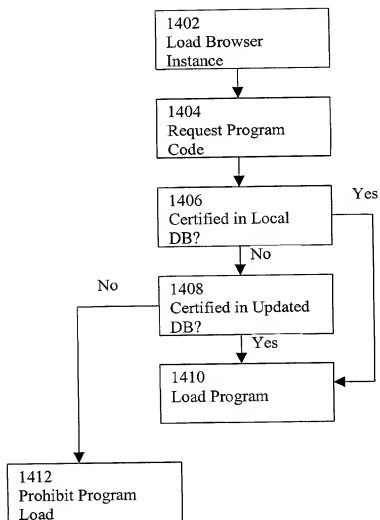 1402
Load Browser
Instance
1404
Request Program
Code
Yes
1406
Certified in Local
DB?
No
No
1408
Certified in Updated
DB?
Yes
1410
Load Program
1412
Prohibit Program
Load